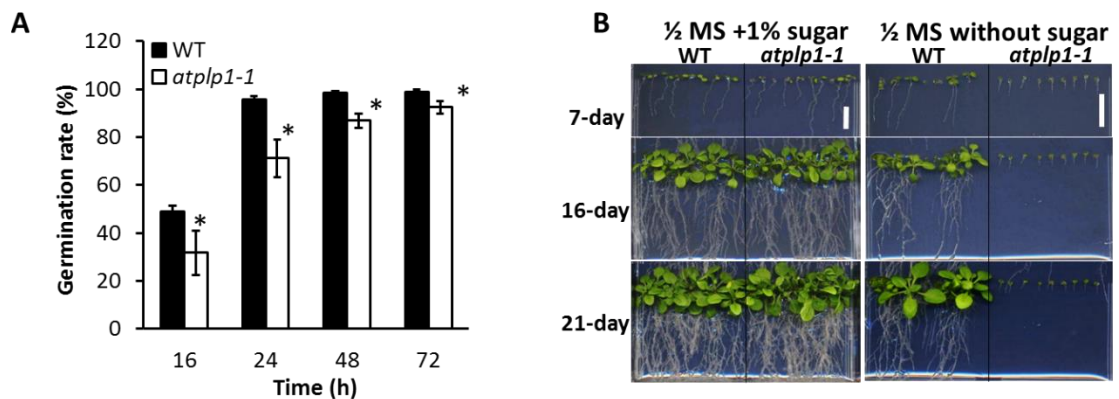 A
120
100
80
60
40
20
0
Germination rate (%)
WT
atplp1-1
*
*
*
*
16 24 48 72
Time (h)
B
½ MS +1% sugar
WT atplp1-1
½ MS without sugar
WT atplp1-1
7-day
16-day
21-day